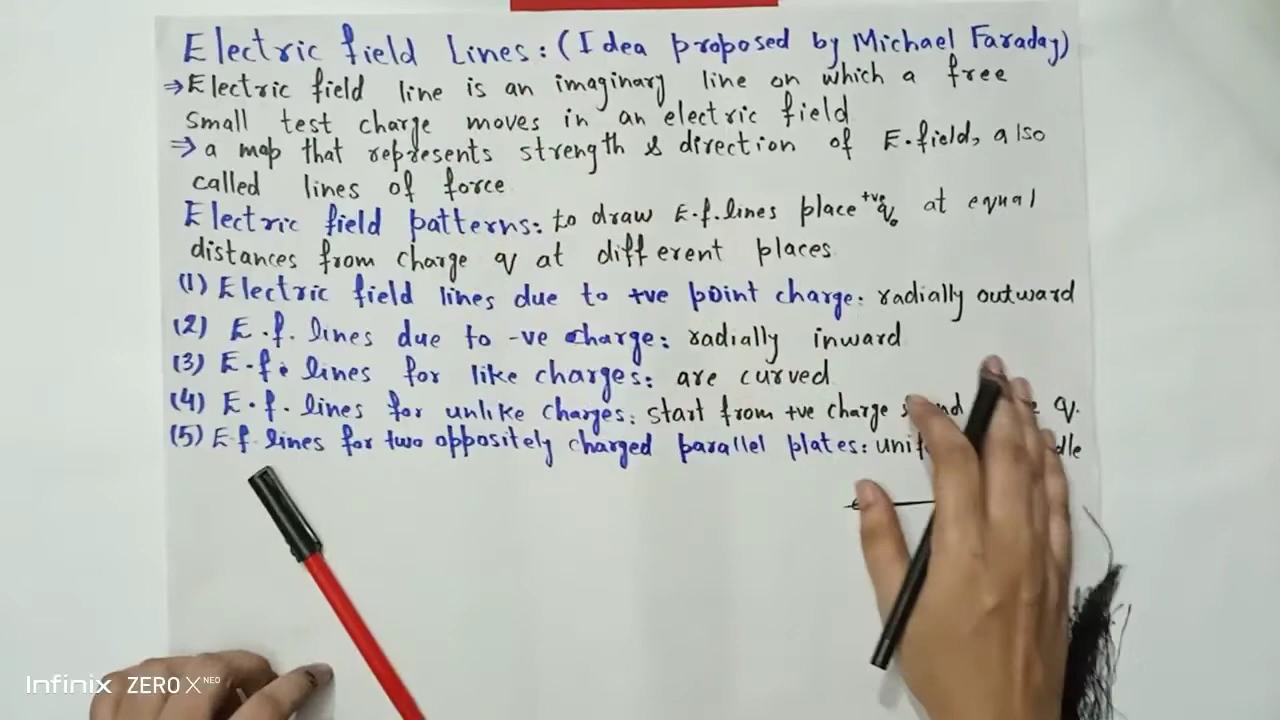 Electric field Lines: (Idea proposed by Michael Faraday)
⇒ Electric field line is an imaginary line on which a free
small test charge moves in an electric field
⇒ a map that represents strength & direction of E.field, also
called lines of force
Electric field patterns: to draw E.f.lines place +ve q₀ at equal
distances from charge q at different places
(1) Electric field lines due to +ve point charge: radially outward
(2) E.f. lines due to -ve charge: radially inward
(3) E.f. lines for like charges: are curved
(4) E.f. lines for unlike charges: start from +ve charge q.
(5) E.f. lines for two oppositely charged parallel plates:
Infinix ZERO X NEO